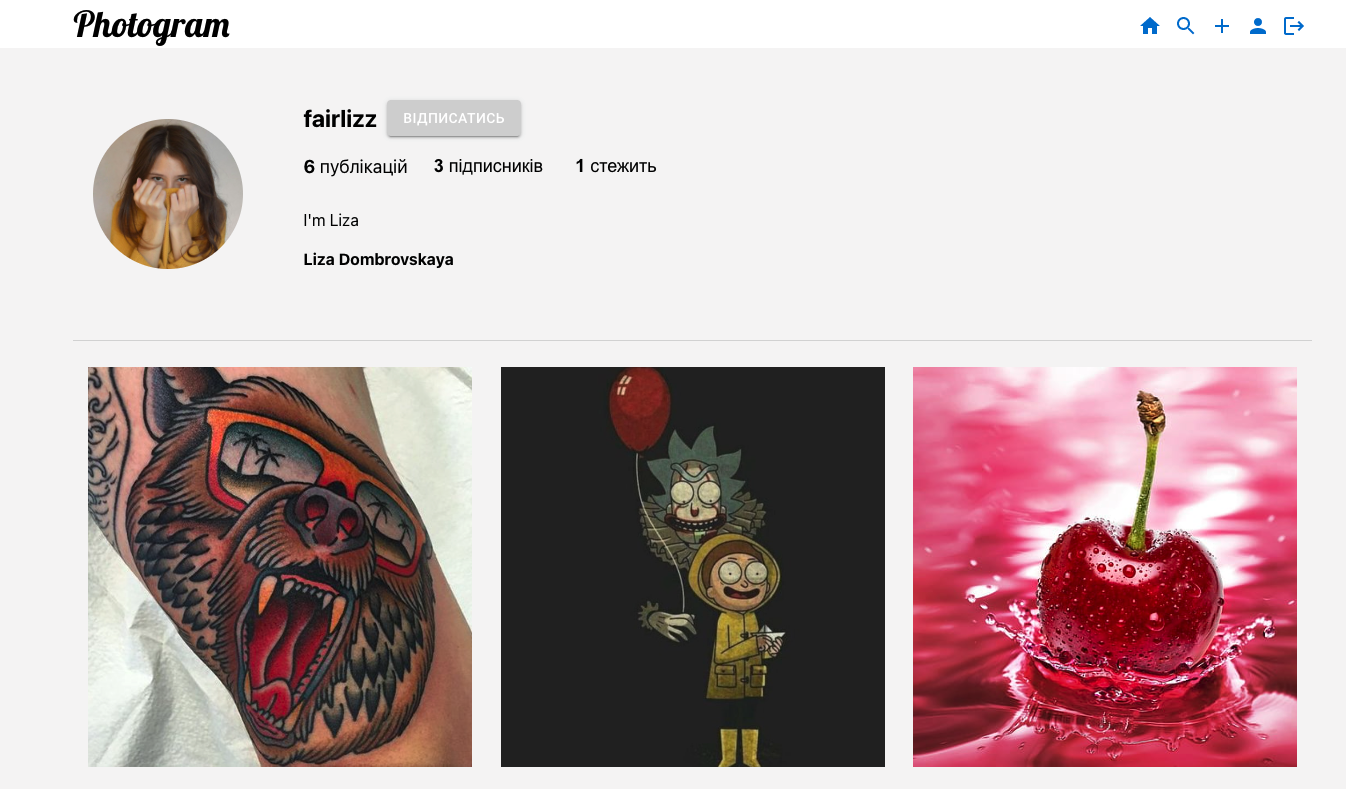 Photogram
fairlizz ВІДПИСАТИСЬ
6 публікацій 3 підписників 1 стежить
I'm Liza
Liza Dombrovskaya